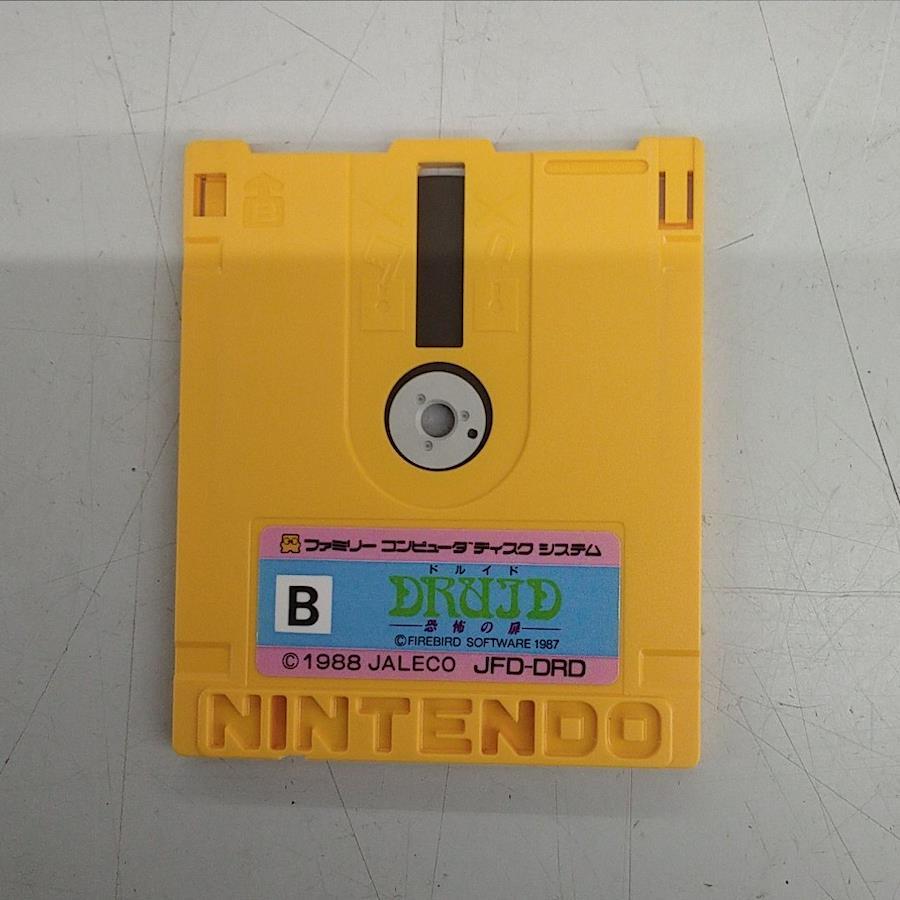 ファミリー コンピュータ ディスク システム
B
ドルイド
DRUID
恐怖の扉
©FIREBIRD SOFTWARE 1987
©1988 JALECO JFD-DRD
NINTENDO